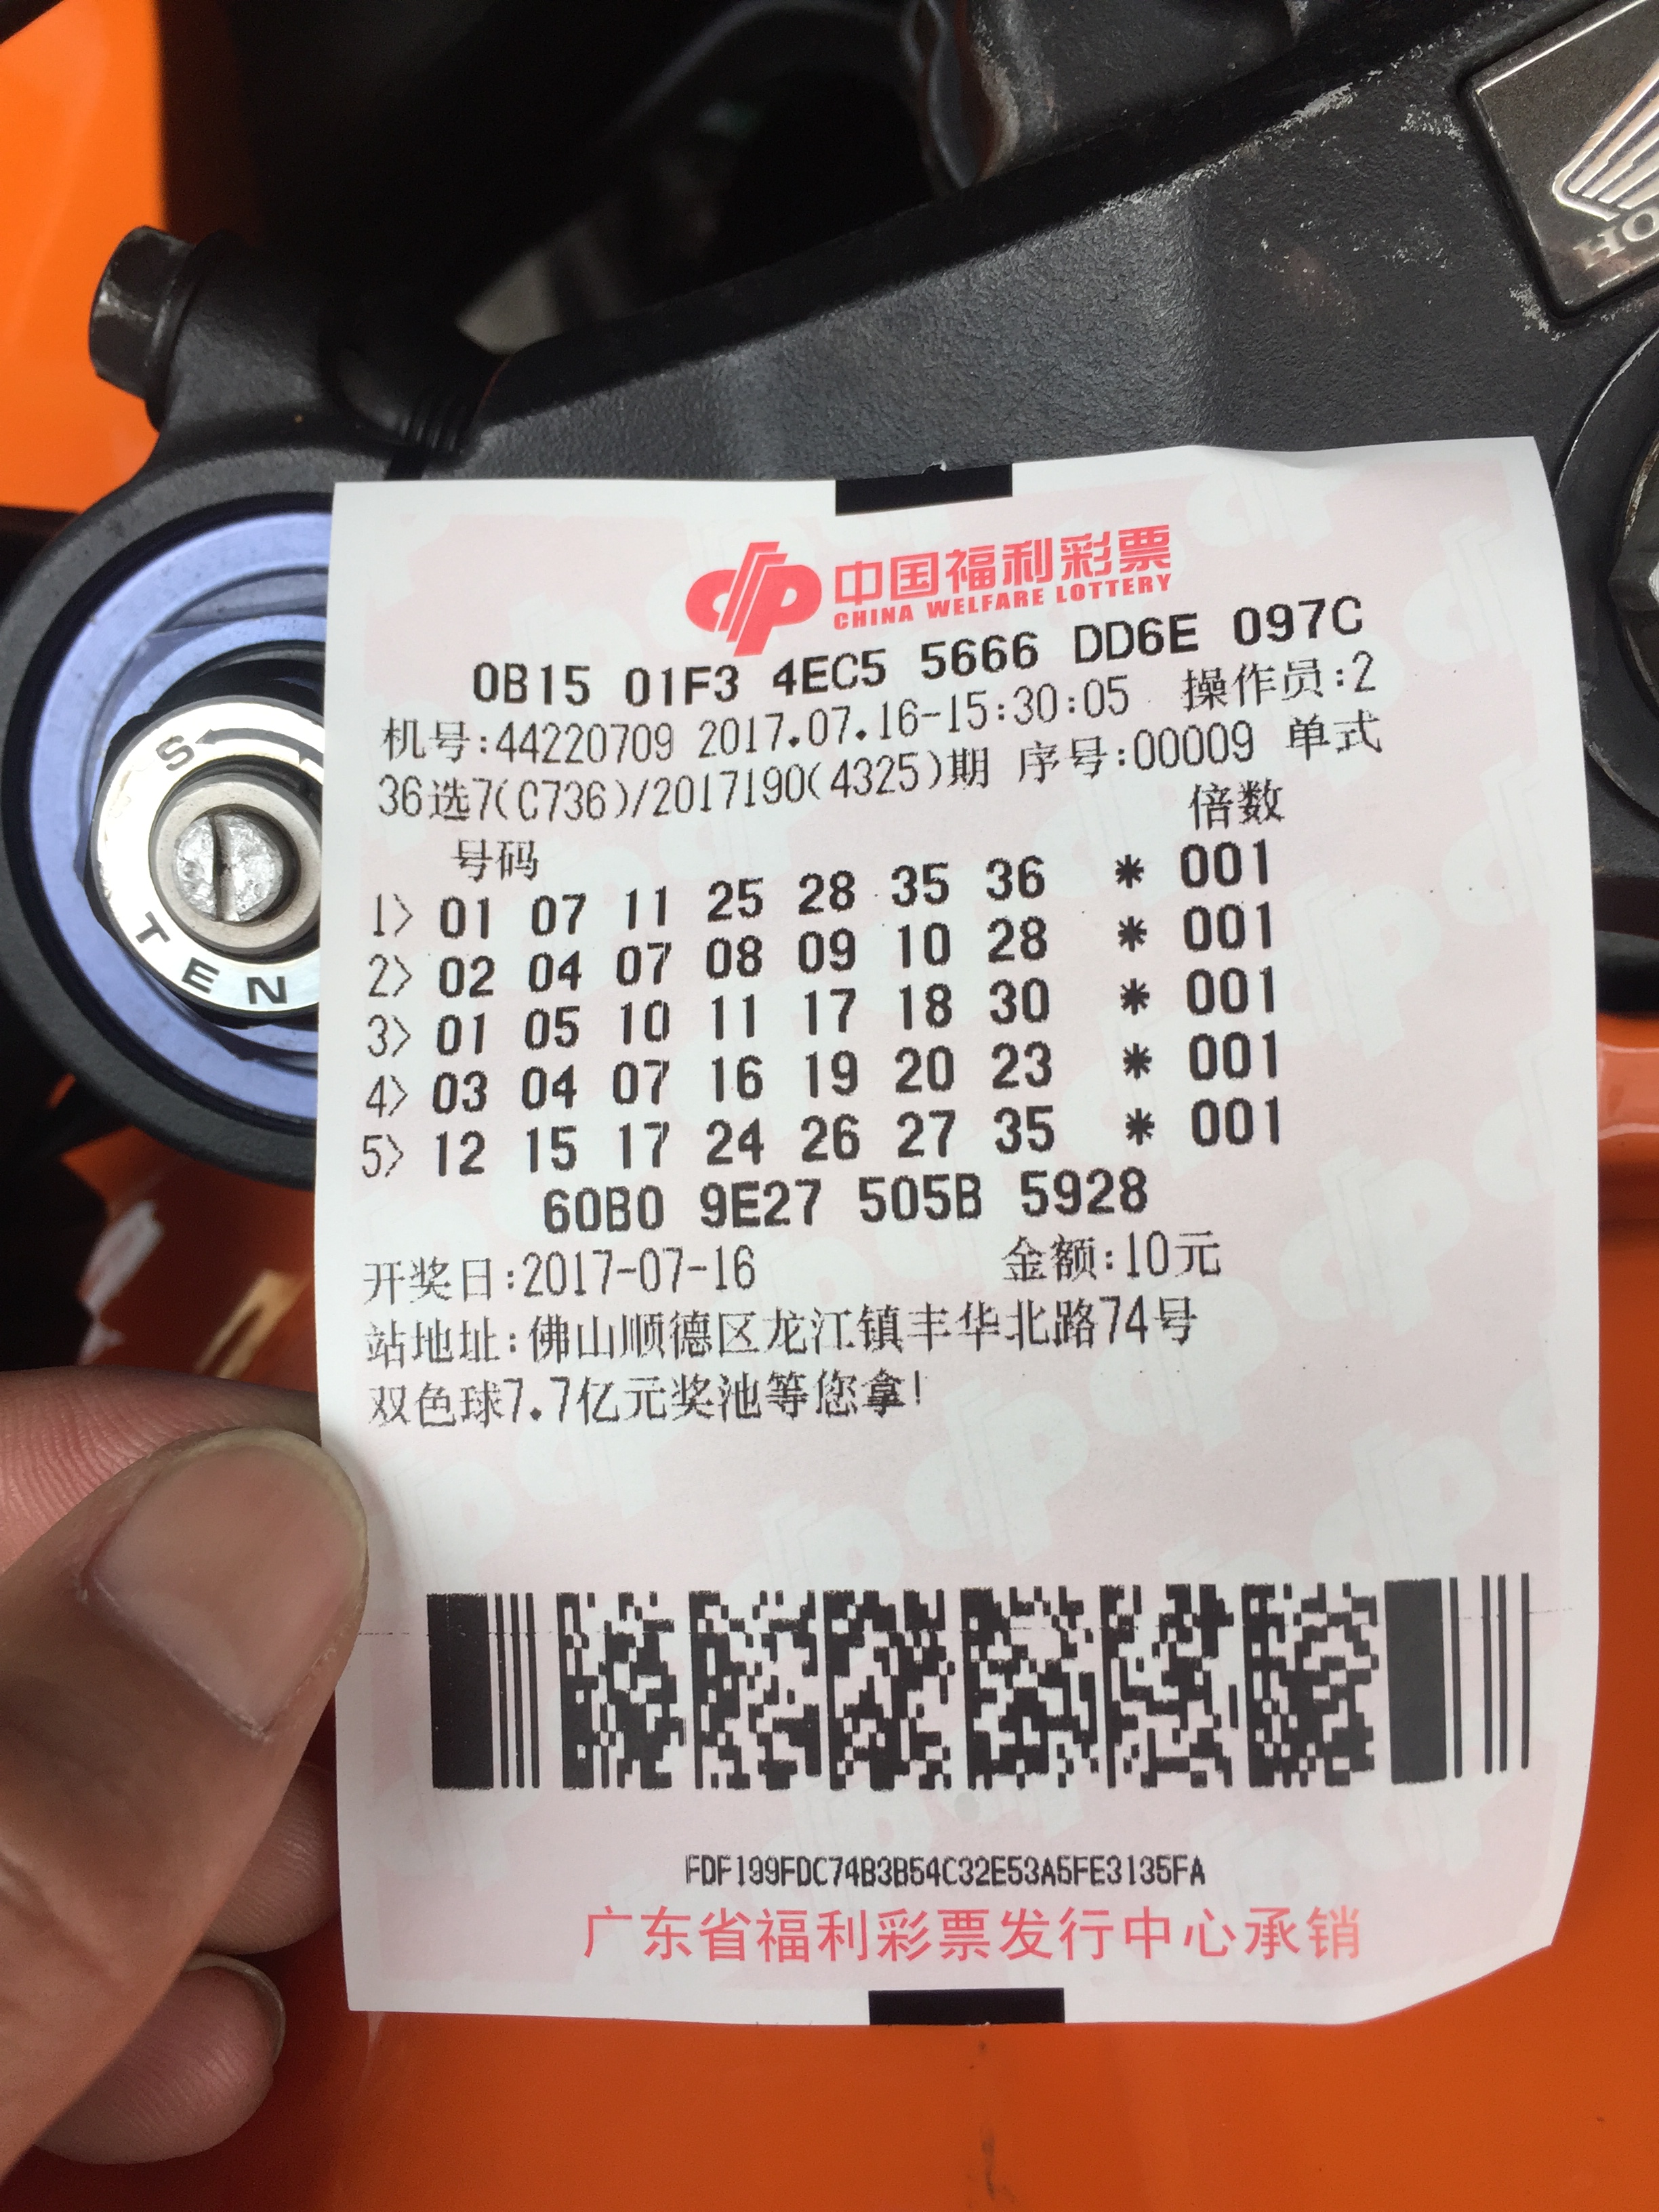 HO
S
TEN
中国福利彩票
CHINA WELFARE LOTTERY
0B15 01F3 4EC5 5666 DD6E 097C
机号:44220709 2017.07.16-15:30:05 操作员:2
36选7(C736)/2017190(4325)期 序号:00009 单式
号码 倍数
1> 01 07 11 25 28 35 36 * 001
2> 02 04 07 08 09 10 28 * 001
3> 01 05 10 11 17 18 30 * 001
4> 03 04 07 16 19 20 23 * 001
5> 12 15 17 24 26 27 35 * 001
60B0 9E27 505B 5928
开奖日:2017-07-16 金额:10元
站地址:佛山顺德区龙江镇丰华北路74号
双色球7.7亿元奖池等您拿!
FDF199FDC74B3B54C32E53A5FE3135FA
广东省福利彩票发行中心承销